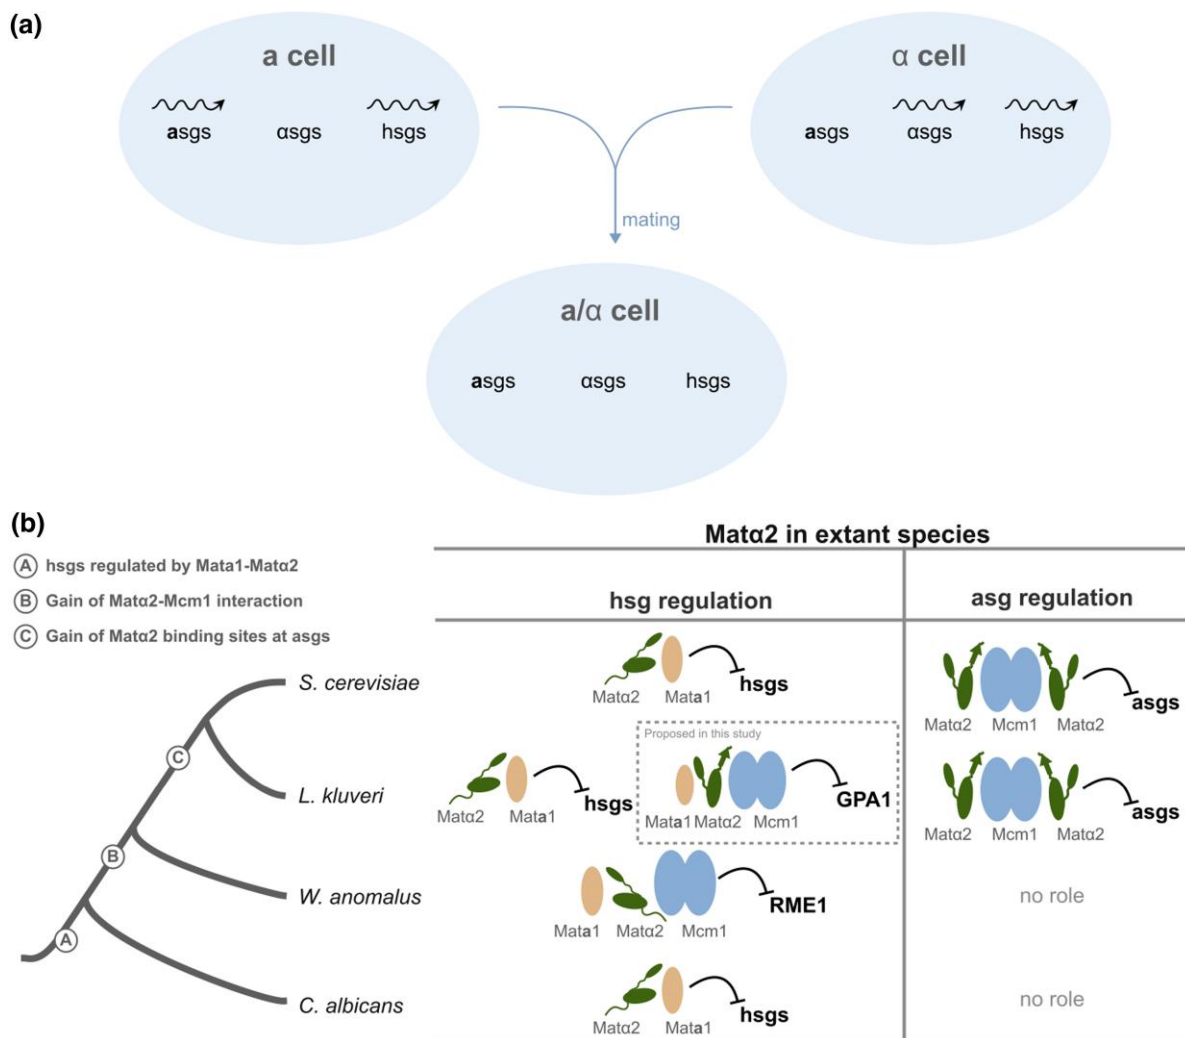 (a)
a cell
asgs αsgs hsgs
α cell
asgs αsgs hsgs
mating
a/α cell
asgs αsgs hsgs
(b)
A hsgs regulated by Mata1-Matα2
B Gain of Matα2-Mcm1 interaction
C Gain of Matα2 binding sites at asgs
Matα2 in extant species
hsg regulation
asg regulation
S. cerevisiae
Matα2 Mata1 hsgs
Matα2 Mcm1 Matα2 asgs
C
L. kluveri
Matα2 Mata1 hsgs
Proposed in this study
Mata1 Matα2 Mcm1 GPA1
Matα2 Mcm1 Matα2 asgs
B
W. anomalus
Mata1 Matα2 Mcm1 RME1
no role
A
C. albicans
Matα2 Mata1 hsgs
no role